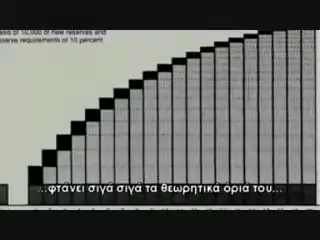 asis of 10,000 of new reserves and
eserve requirements of 10 percent
...φτάνει σιγά σιγά τα θεωρητικά όριά του...